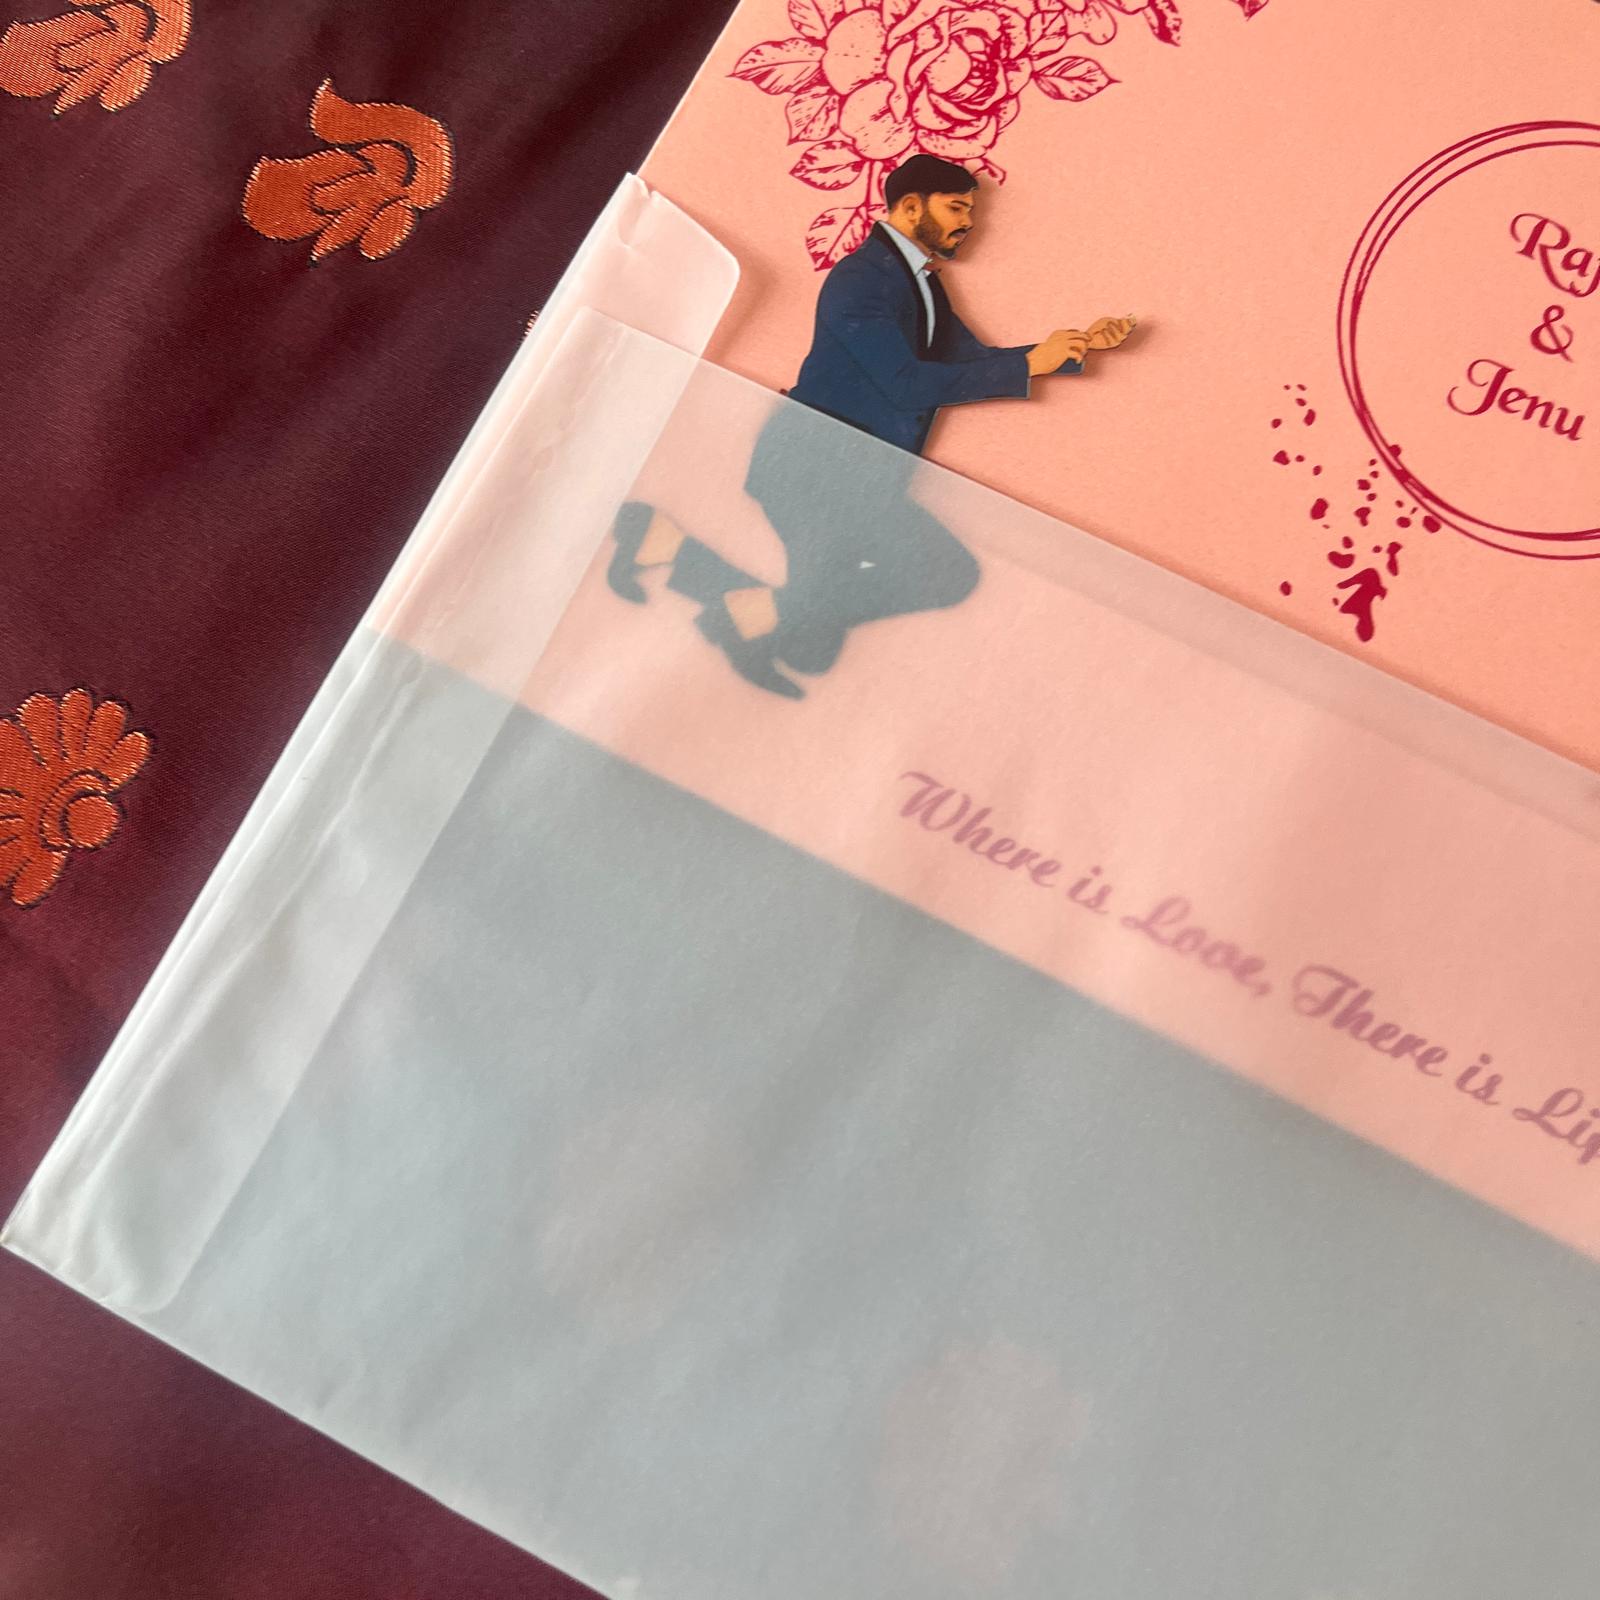 &
Jenu
Where is Love, There is